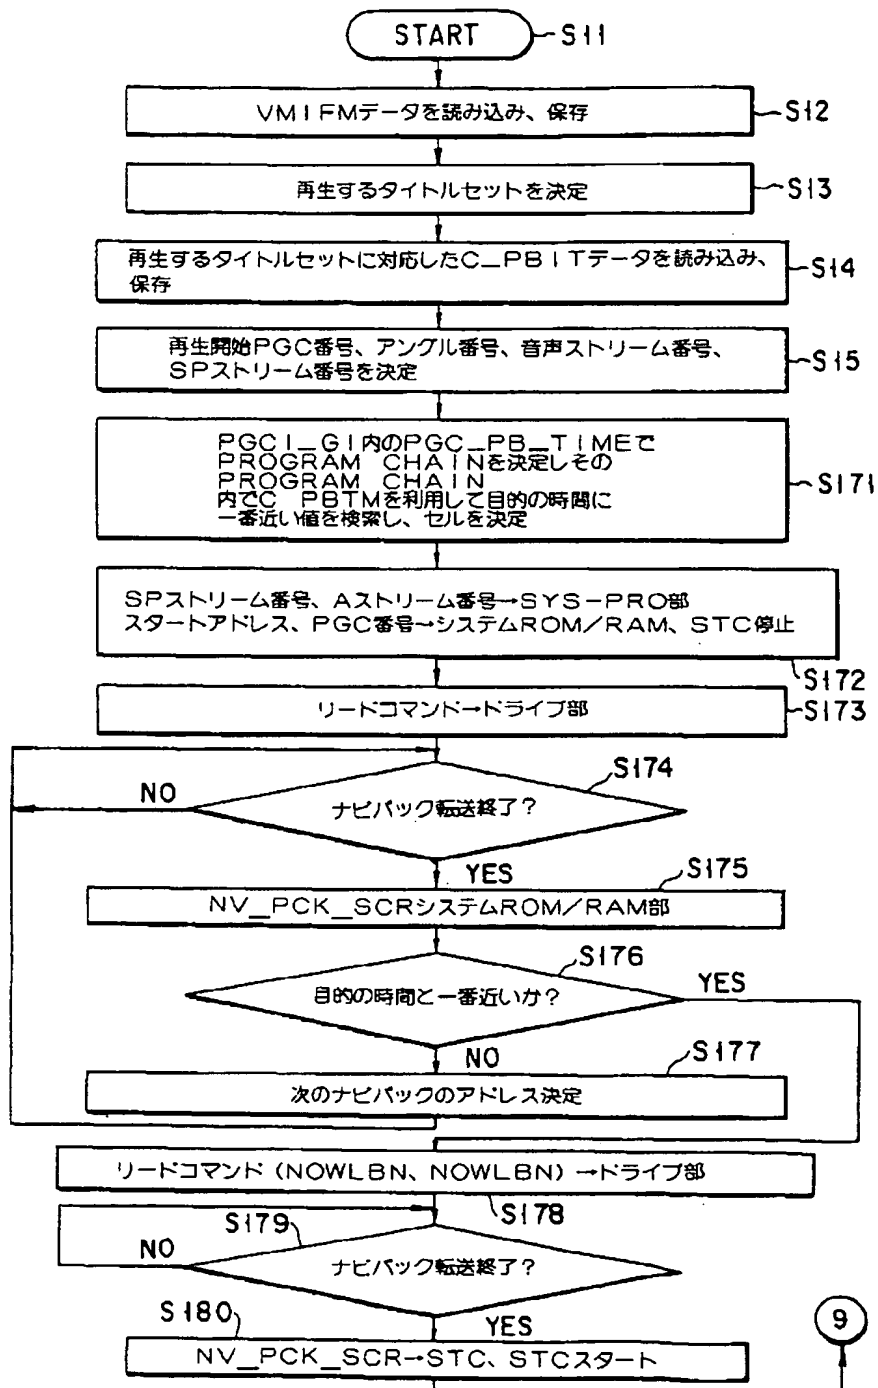 START
S11
VMIFMデータを読み込み、保存
S12
再生するタイトルセットを決定
S13
再生するタイトルセットに対応したC_PBITデータを読み込み、
保存
S14
再生開始PGC番号、アングル番号、音声ストリーム番号、
SPストリーム番号を決定
S15
PGCI_GI内のPGC_PB_TIMEで
PROGRAM CHAINを決定しその
PROGRAM CHAIN
内でC PBTMを利用して目的の時間に
一番近い値を検索し、セルを決定
S171
SPストリーム番号、Aストリーム番号→SYS-PRO部
スタートアドレス、PGC番号→システムROM/RAM、STC停止
S172
リードコマンド→ドライブ部
S173
S174
NO
ナビパック転送終了?
YES
S175
NV_PCK_SCRシステムROM/RAM部
S176
目的の時間と一番近いか?
YES
NO
S177
次のナビパックのアドレス決定
リードコマンド(NOWLBN、NOWLBN)→ドライブ部
S178
S179
NO
ナビパック転送終了?
YES
S180
NV_PCK_SCR→STC、STCスタート
9